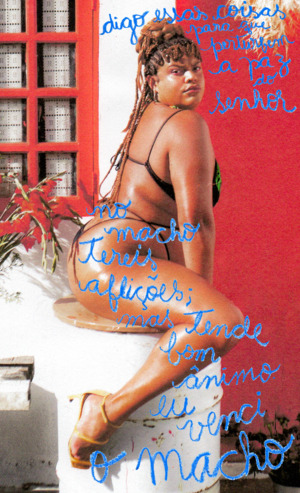 digo essas coisas
para que
perturbem
a paz
do
senhor
no
macho
tereis
aflições;
mas tende
bom
ânimo
eu
venci
o macho